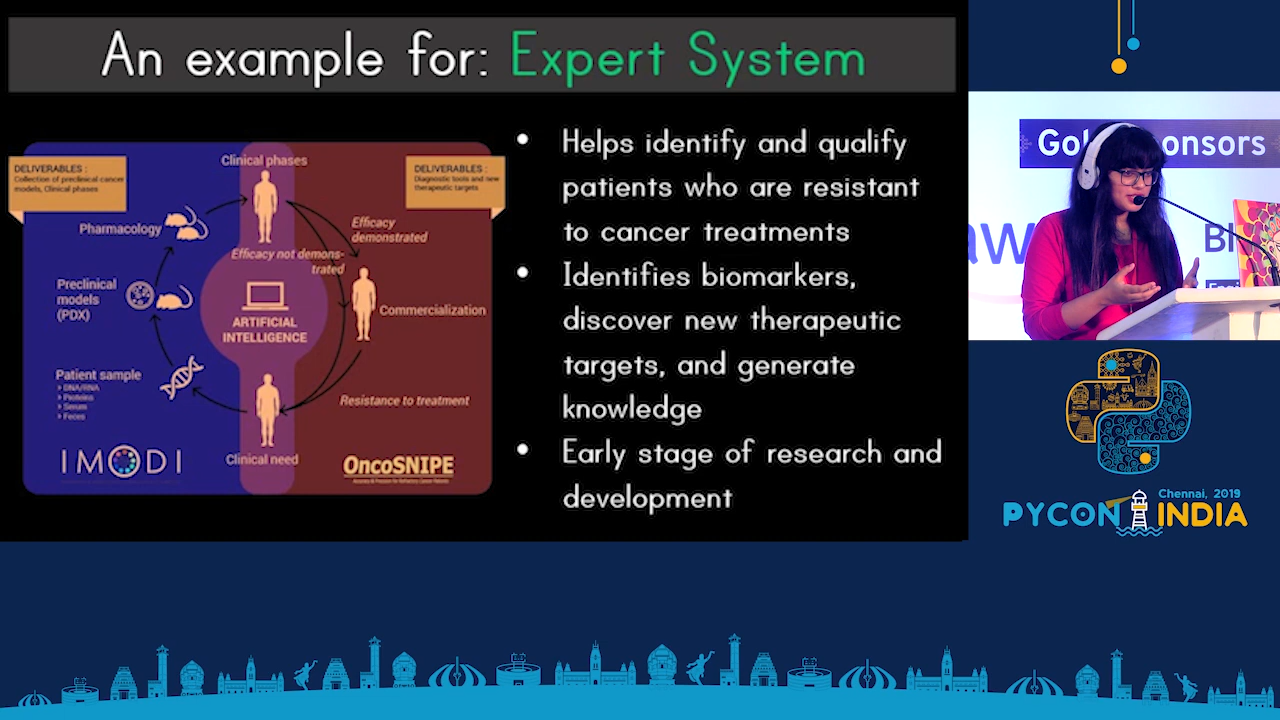 An example for: Expert System
DELIVERABLES :
Collection of preclinical cancer
models, Clinical phases
Clinical phases
DELIVERABLES :
Diagnostic tools and new
therapeutic targets
Pharmacology
Efficacy
demonstrated
Efficacy not demons-
trated
Preclinical
models
(PDX)
ARTIFICIAL
INTELLIGENCE
Commercialization
Patient sample
> DNA/RNA
> Proteins
> Serum
> Feces
Resistance to treatment
IMODI
Clinical need
OncoSNIPE
• Helps identify and qualify
patients who are resistant
to cancer treatments
• Identifies biomarkers,
discover new therapeutic
targets, and generate
knowledge
• Early stage of research and
development
Chennai, 2019
PYCON INDIA